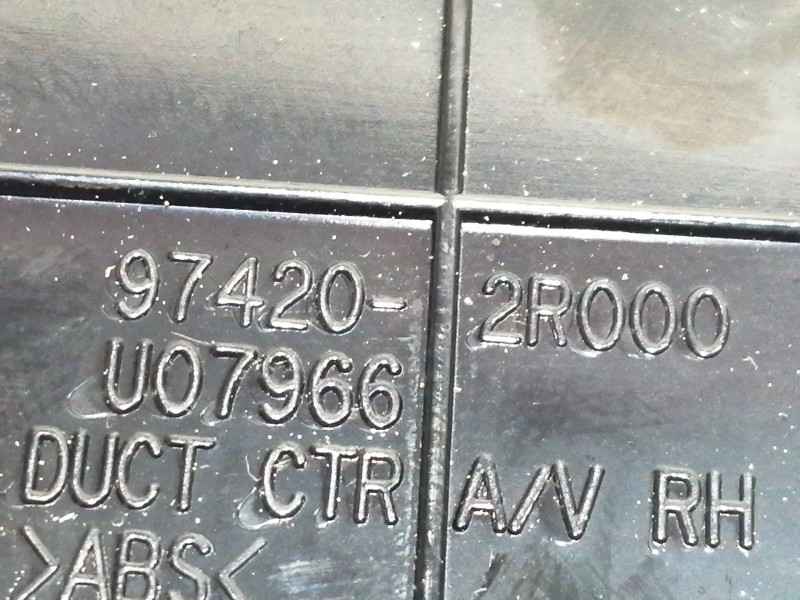 97420-2R000
U07966
DUCT CTR A/V RH
>ABS<